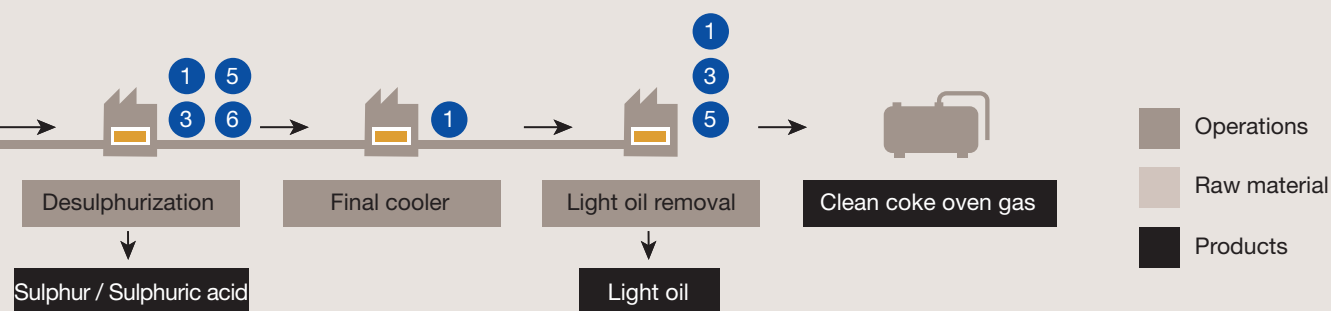 1
1 5
3
3 6
1
5
Operations
Raw material
Desulphurization
Final cooler
Light oil removal
Clean coke oven gas
Products
Sulphur / Sulphuric acid
Light oil